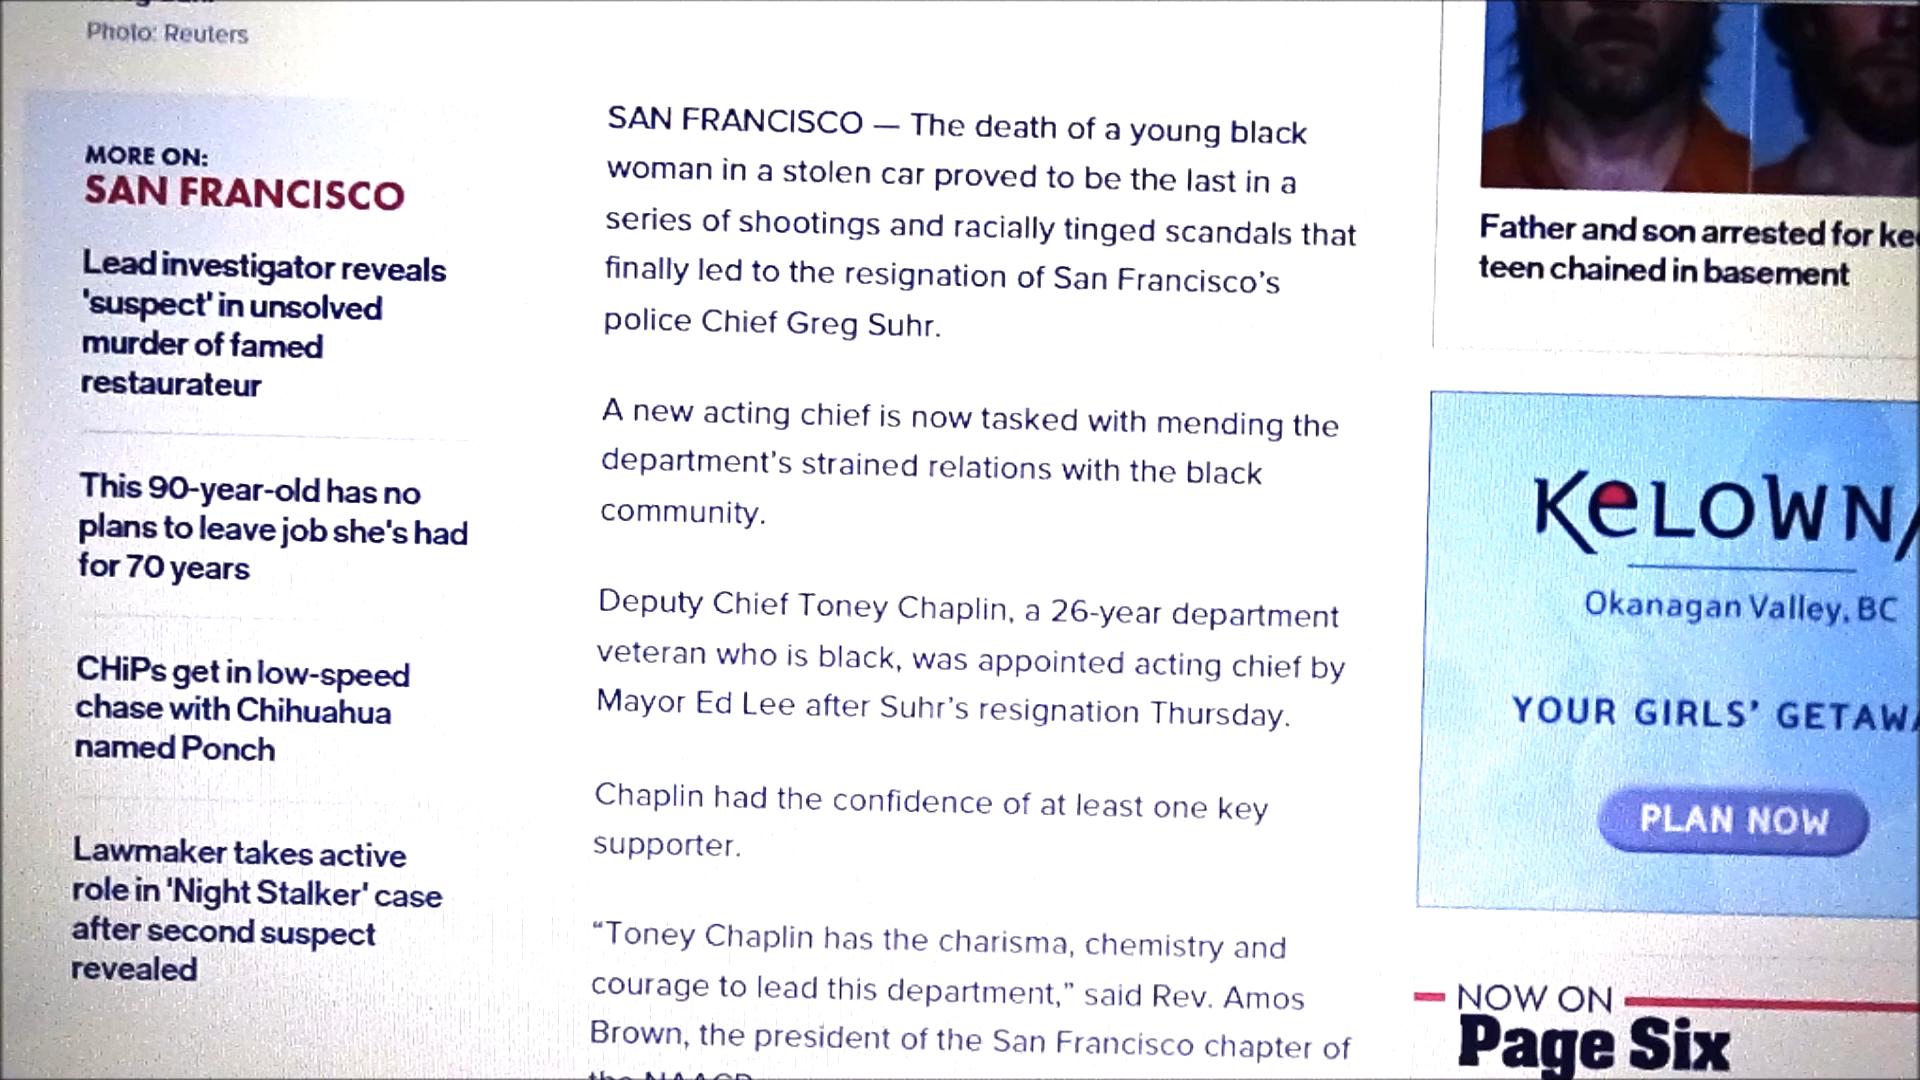 Photo: Reuters
MORE ON:
SAN FRANCISCO
Lead investigator reveals
'suspect' in unsolved
murder of famed
restaurateur
This 90-year-old has no
plans to leave job she's had
for 70 years
CHiPs get in low-speed
chase with Chihuahua
named Ponch
Lawmaker takes active
role in 'Night Stalker' case
after second suspect
revealed
SAN FRANCISCO — The death of a young black
woman in a stolen car proved to be the last in a
series of shootings and racially tinged scandals that
finally led to the resignation of San Francisco's
police Chief Greg Suhr.
A new acting chief is now tasked with mending the
department's strained relations with the black
community.
Deputy Chief Toney Chaplin, a 26-year department
veteran who is black, was appointed acting chief by
Mayor Ed Lee after Suhr's resignation Thursday.
Chaplin had the confidence of at least one key
supporter.
“Toney Chaplin has the charisma, chemistry and
courage to lead this department,” said Rev. Amos
Brown, the president of the San Francisco chapter of
Father and son arrested for
teen chained in basement
KeLOWN
Okanagan Valley, BC
YOUR GIRLS’
PLAN NOW
NOW ON
Page Six